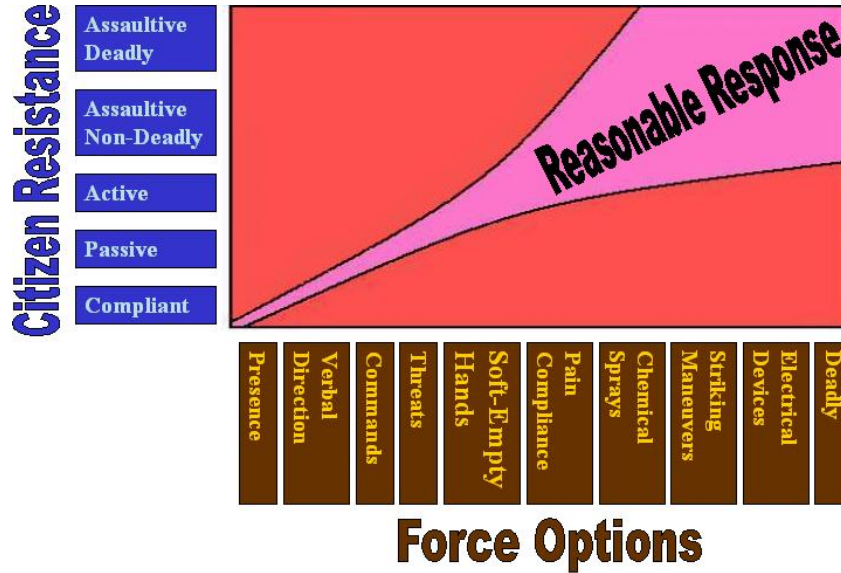 Citizen Resistance
Assaultive
Deadly
Assaultive
Non-Deadly
Active
Passive
Compliant
Reasonable Response
Presence
Verbal
Direction
Commands
Threats
Soft-Empty
Hands
Pain
Compliance
Chemical
Sprays
Striking
Maneuvers
Electrical
Devices
Deadly
Force Options